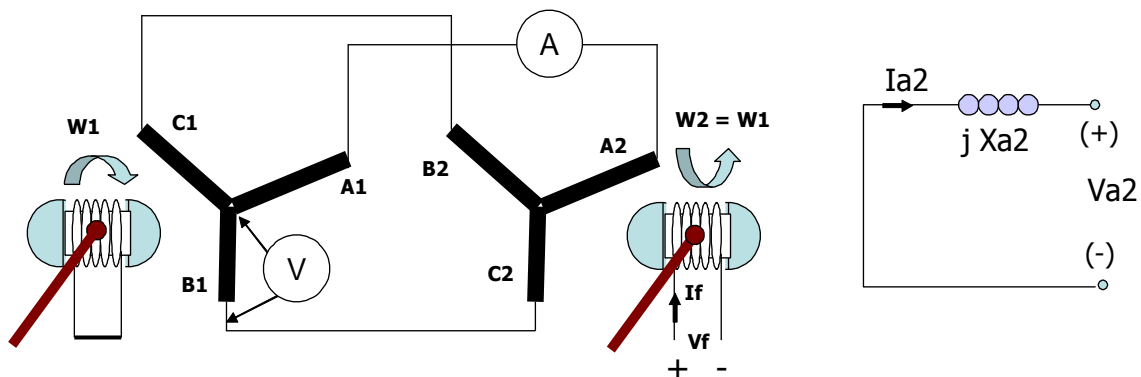 A
Ia2
W1
C1
W2 = W1
A2
B2
j Xa2
(+)
A1
Va2
V
B1
C2
If
(-)
Vf
+ -